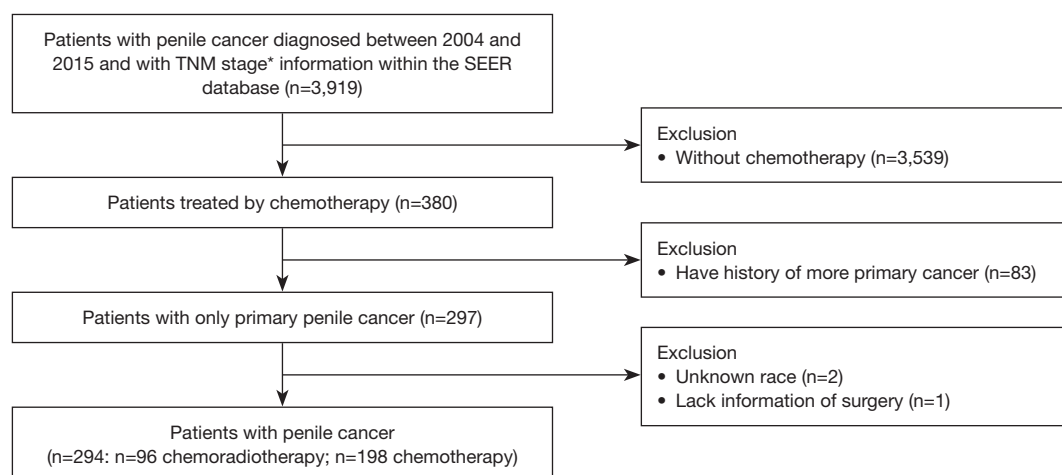 Patients with penile cancer diagnosed between 2004 and
2015 and with TNM stage* information within the SEER
database (n=3,919)
Exclusion
• Without chemotherapy (n=3,539)
Patients treated by chemotherapy (n=380)
Exclusion
• Have history of more primary cancer (n=83)
Patients with only primary penile cancer (n=297)
Exclusion
• Unknown race (n=2)
• Lack information of surgery (n=1)
Patients with penile cancer
(n=294: n=96 chemoradiotherapy; n=198 chemotherapy)